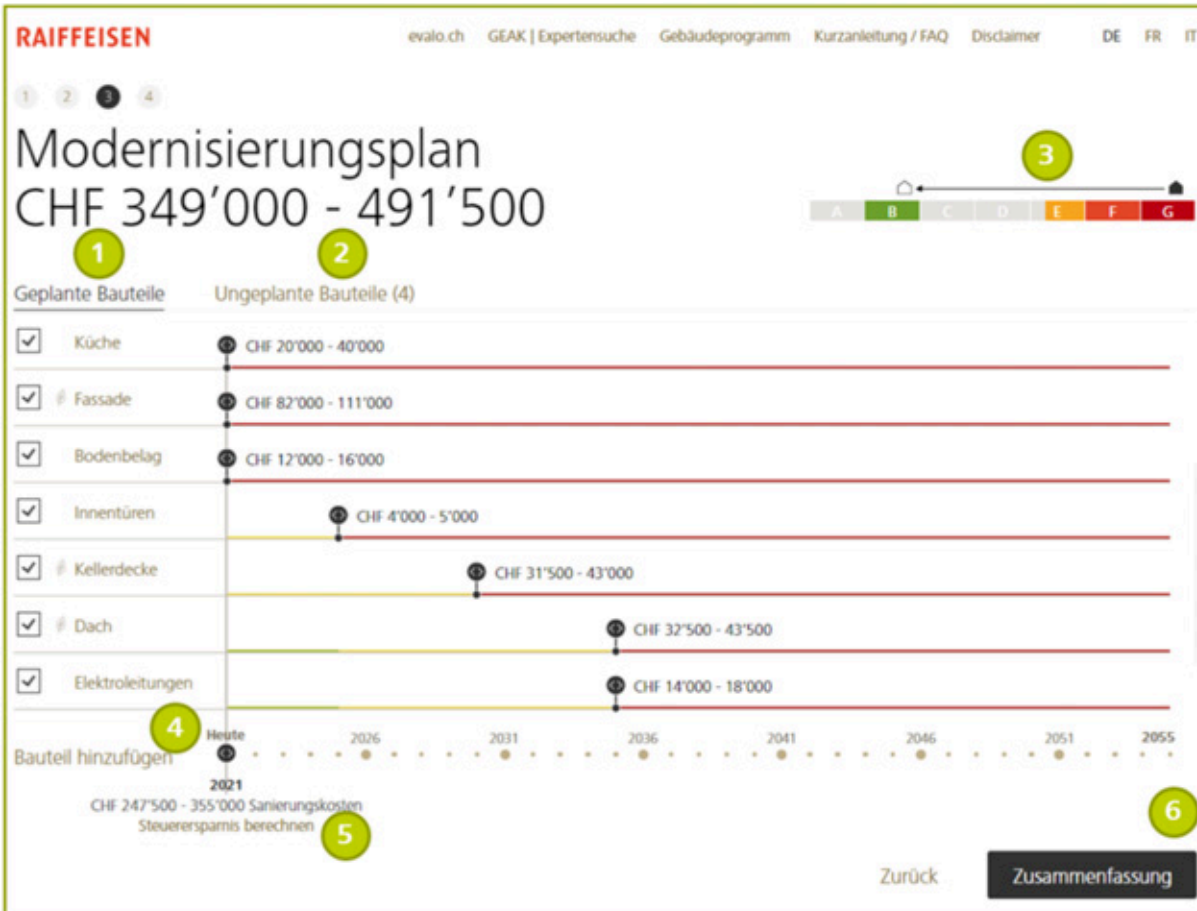 RAIFFEISEN evalo.ch GEAK | Expertensuche Gebäudeprogramm Kurzanleitung / FAQ Disclaimer DE FR IT
1 2 3 4
Modernisierungsplan
CHF 349'000 - 491'500
3
A B C D E F G
1 2
Geplante Bauteile Ungeplante Bauteile (4)
Küche CHF 20'000 - 40'000
Fassade CHF 82'000 - 111'000
Bodenbelag CHF 12'000 - 16'000
Innentüren CHF 4'000 - 5'000
Kellerdecke CHF 31'500 - 43'000
Dach CHF 32'500 - 43'500
Elektroleitungen CHF 14'000 - 18'000
4
Bauteil hinzufügen Heute 2026 2031 2036 2041 2046 2051 2055
2021
CHF 247'500 - 355'000 Sanierungskosten
Steuerersparnis berechnen 5
6
Zurück Zusammenfassung